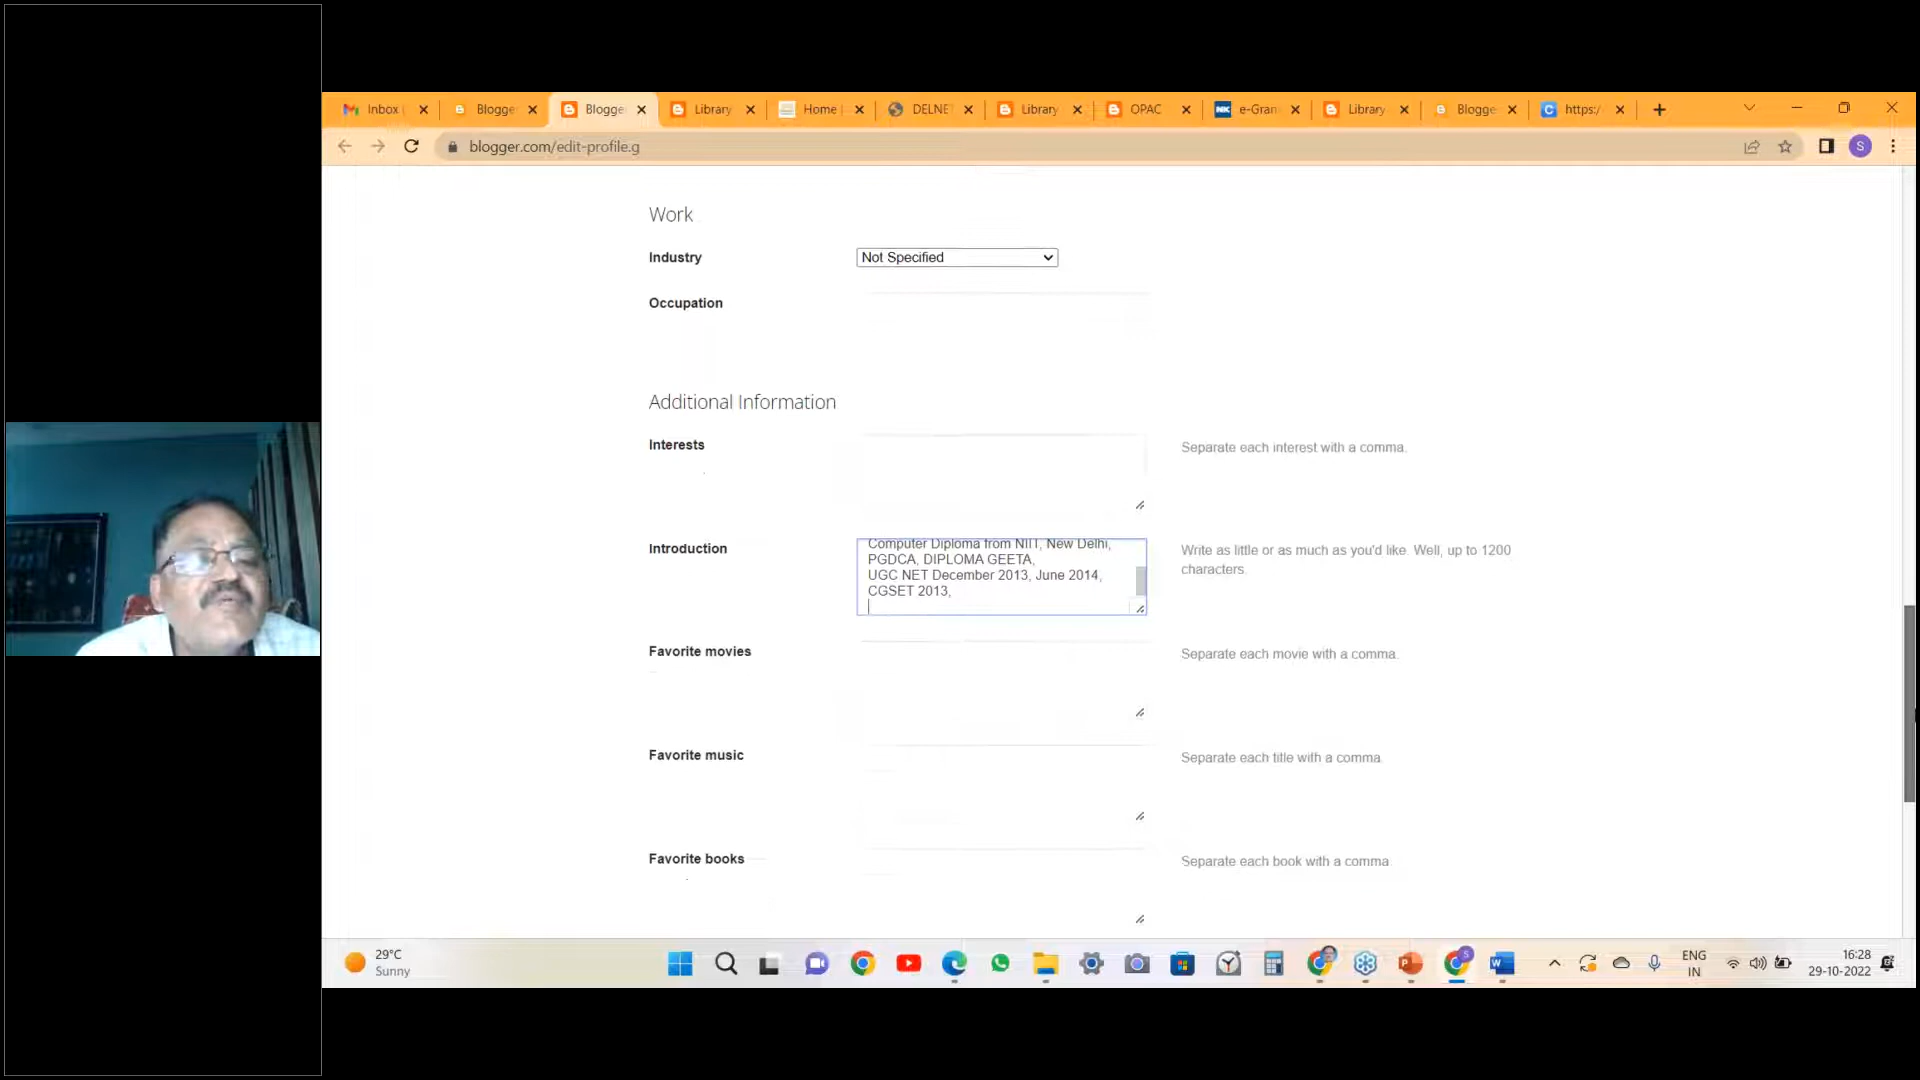 Inbox (
Blogge
Blogge
Library
Home |
DELNE
Library
OPAC
NK
e-Gran
Library
Blogge
https:/
blogger.com/edit-profile.g
S
Work
Industry
Not Specified
Occupation
Additional Information
Interests
Separate each interest with a comma.
Introduction
Computer Diploma from NIIT, New Delhi,
PGDCA, DIPLOMA GEETA,
UGC NET December 2013, June 2014,
CGSET 2013,
Write as little or as much as you'd like. Well, up to 1200
characters.
Favorite movies
Separate each movie with a comma.
Favorite music
Separate each title with a comma.
Favorite books
Separate each book with a comma.
29°C
Sunny
ENG
IN
16:28
29-10-2022